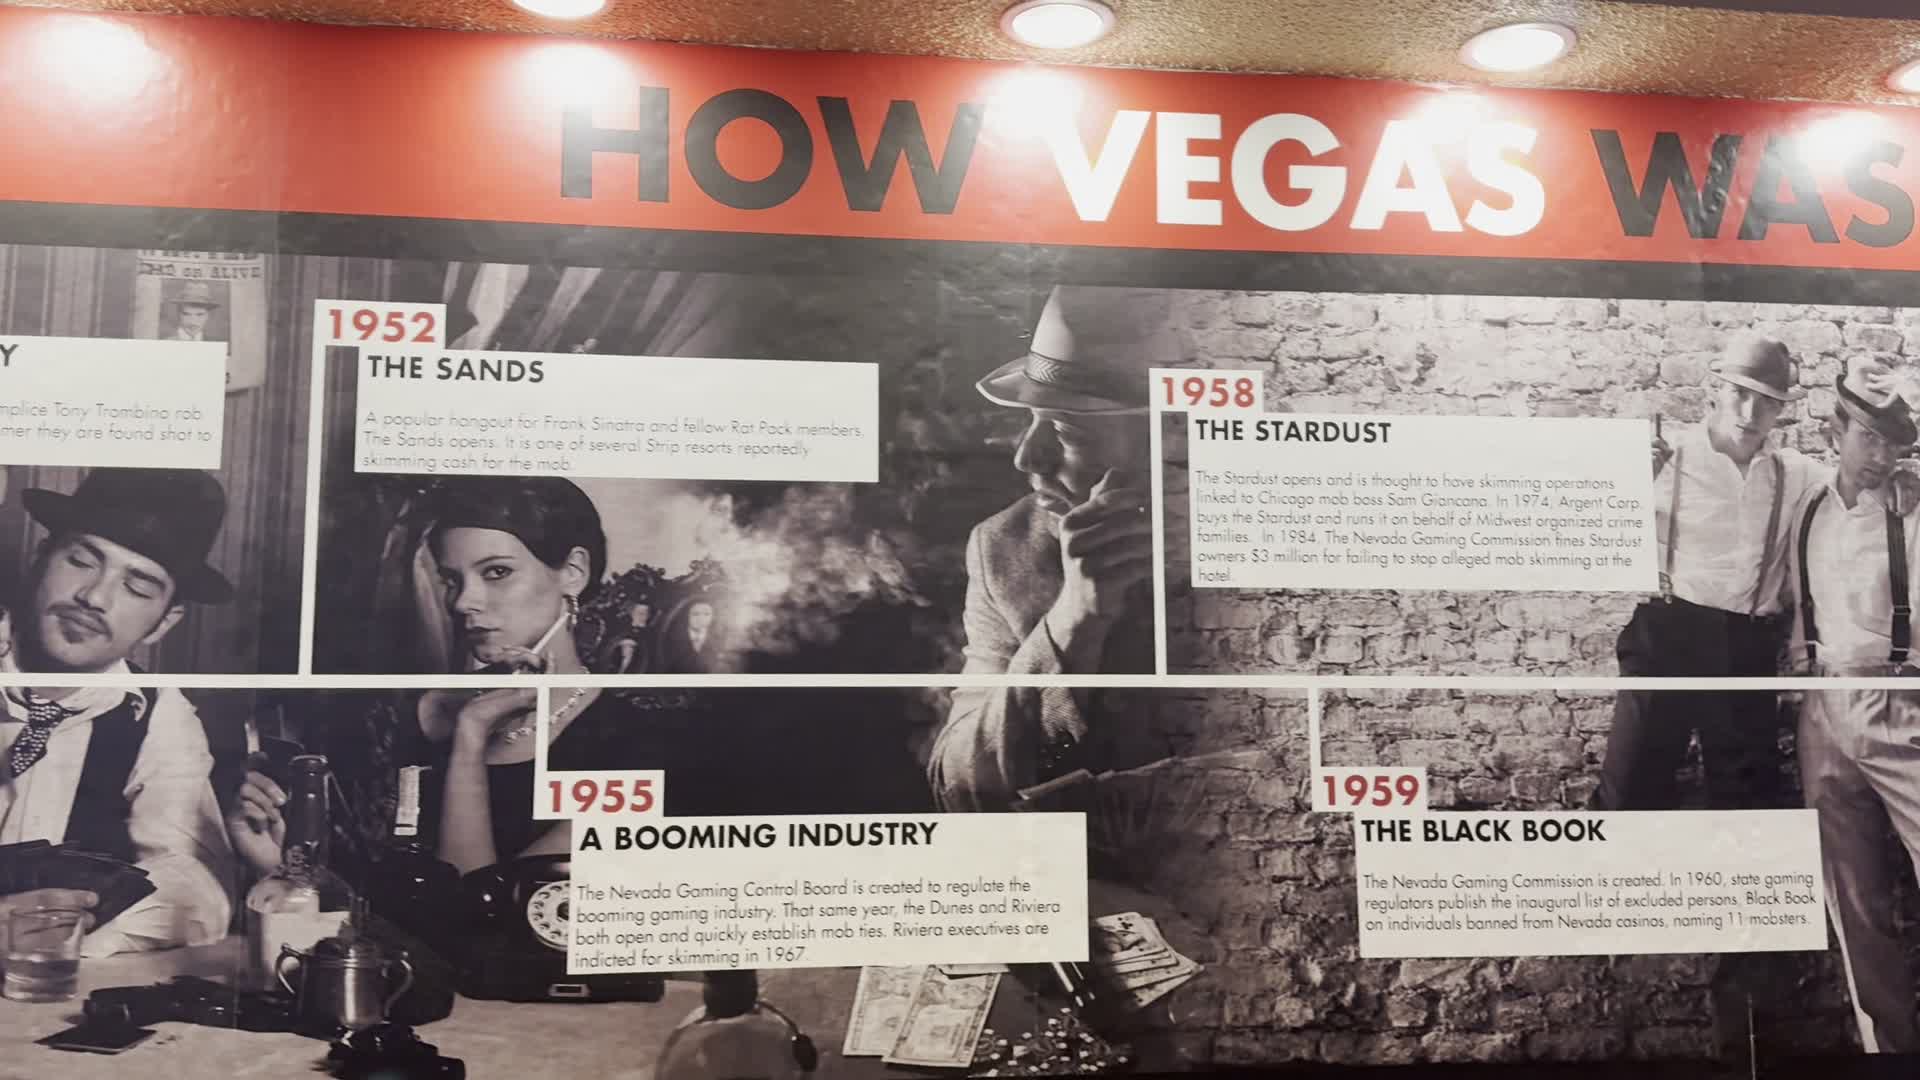 HOW VEGAS WAS
OR ALIVE
Y
Tony Trombino rob
they are found shot to
1952
THE SANDS
A popular hangout for Frank Sinatra and fellow Rat Pack members,
The Sands opens. It is one of several Strip resorts reportedly
skimming cash for the mob.
1958
THE STARDUST
The Stardust opens and is thought to have skimming operations
linked to Chicago mob boss Sam Giancana. In 1974, Argent Corp.
buys the Stardust and runs it on behalf of Midwest organized crime
families. In 1984, The Nevada Gaming Commission fines Stardust
owners $3 million for failing to stop alleged mob skimming at the
hotel.
1955
A BOOMING INDUSTRY
The Nevada Gaming Control Board is created to regulate the
booming gaming industry. That same year, the Dunes and Riviera
both open and quickly establish mob ties. Riviera executives are
indicted for skimming in 1967.
1959
THE BLACK BOOK
The Nevada Gaming Commission is created. In 1960, state gaming
regulators publish the inaugural list of excluded persons, Black Book
on individuals banned from Nevada casinos, naming 11 mobsters.